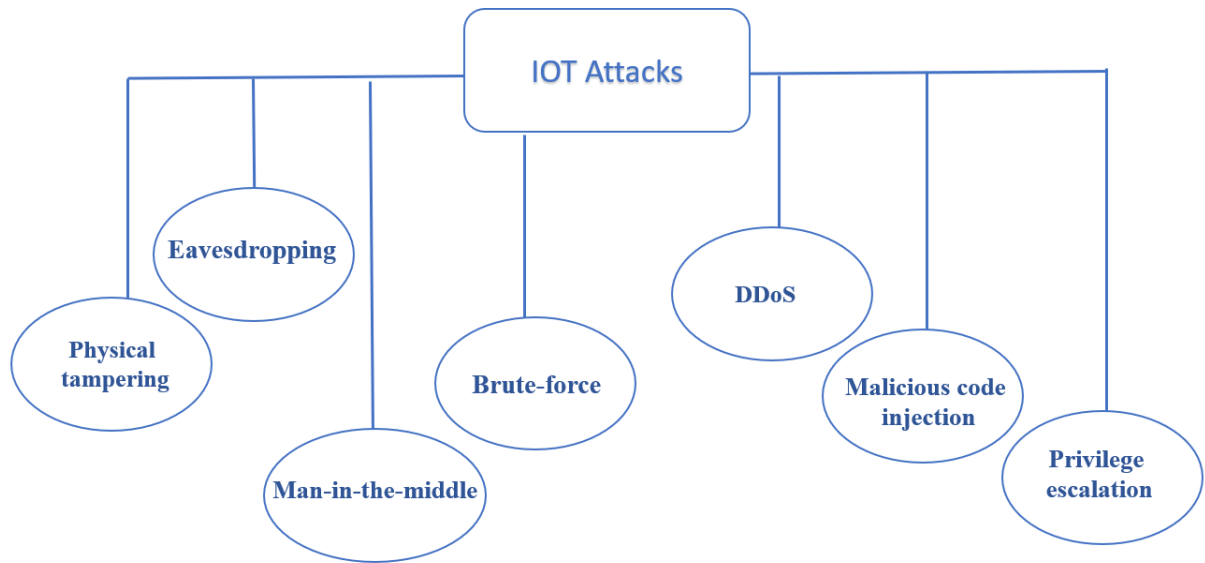 IOT Attacks
Eavesdropping
Physical
tampering
Man-in-the-middle
Brute-force
DDoS
Malicious code
injection
Privilege
escalation